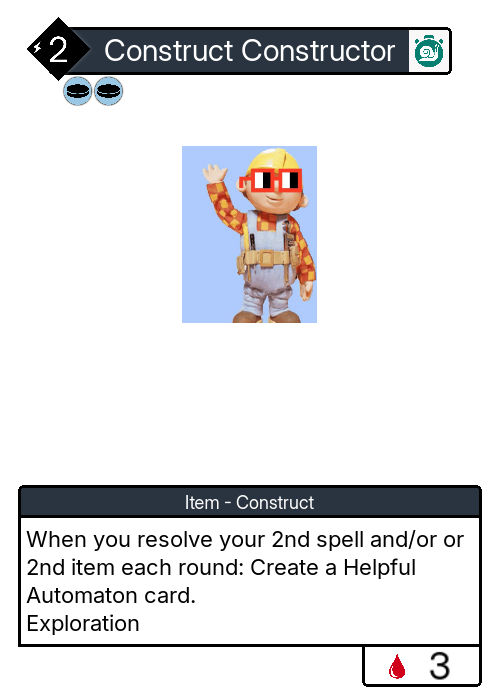 2
Construct Constructor
Item - Construct
When you resolve your 2nd spell and/or or
2nd item each round: Create a Helpful
Automaton card.
Exploration
3